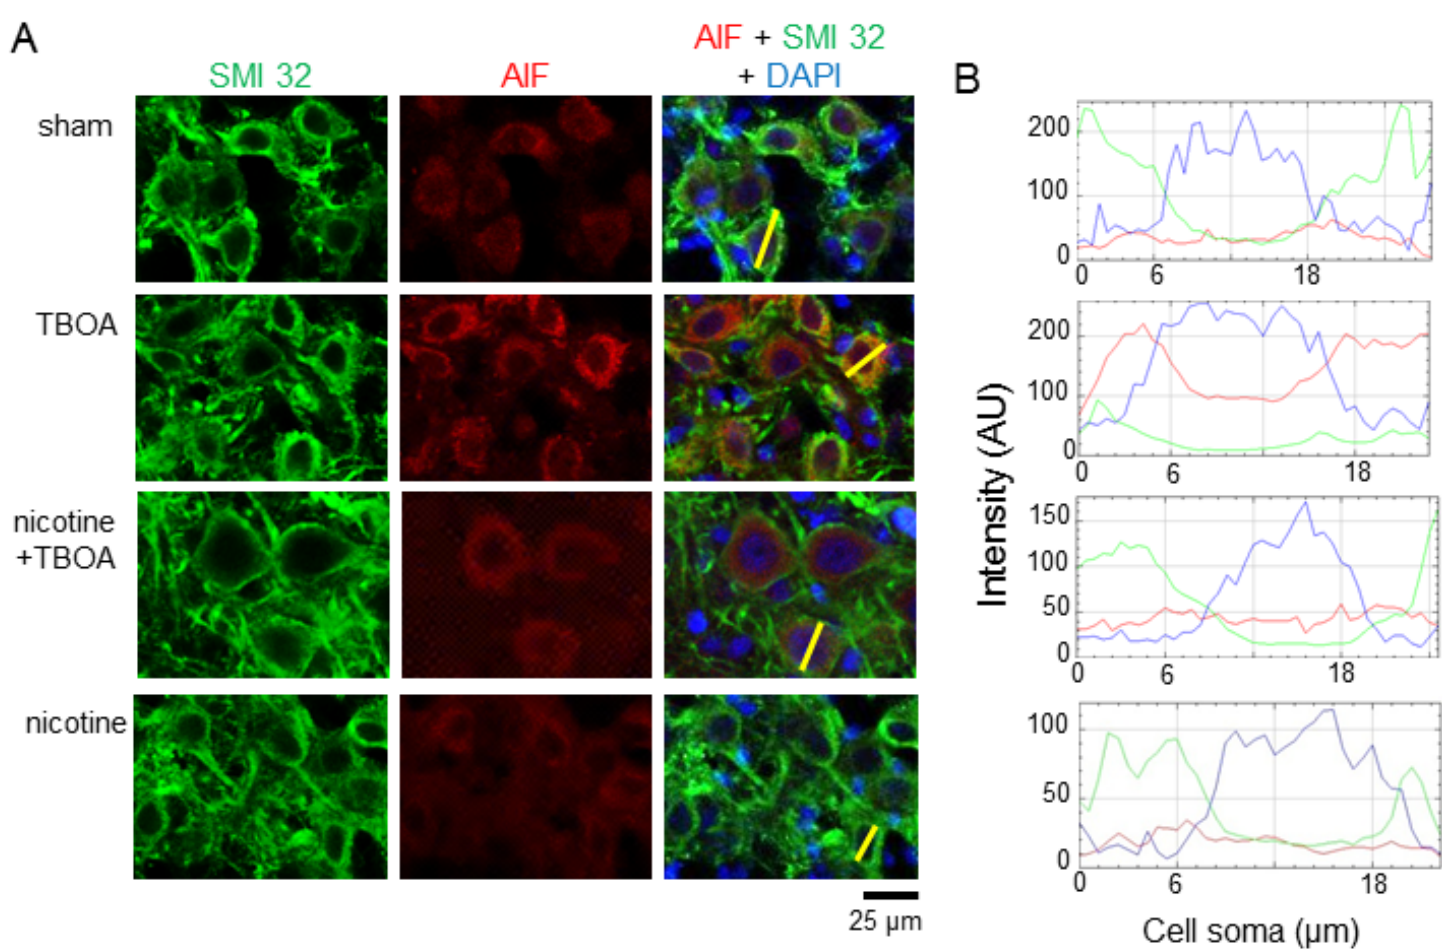 A
SMI 32
AIF
AIF + SMI 32
+ DAPI
B
sham
TBOA
nicotine
+TBOA
nicotine
25 µm
Intensity (AU)
200
100
0
0
6
18
200
100
0
0
6
18
150
100
50
0
0
6
18
100
50
0
0
6
18
Cell soma (µm)